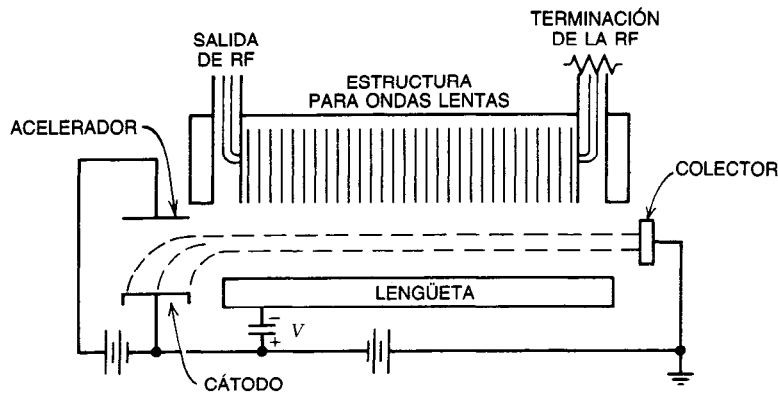 SALIDA
DE RF
TERMINACIÓN
DE LA RF
ESTRUCTURA
PARA ONDAS LENTAS
ACELERADOR
COLECTOR
LENGÜETA
−
V
+
CÁTODO